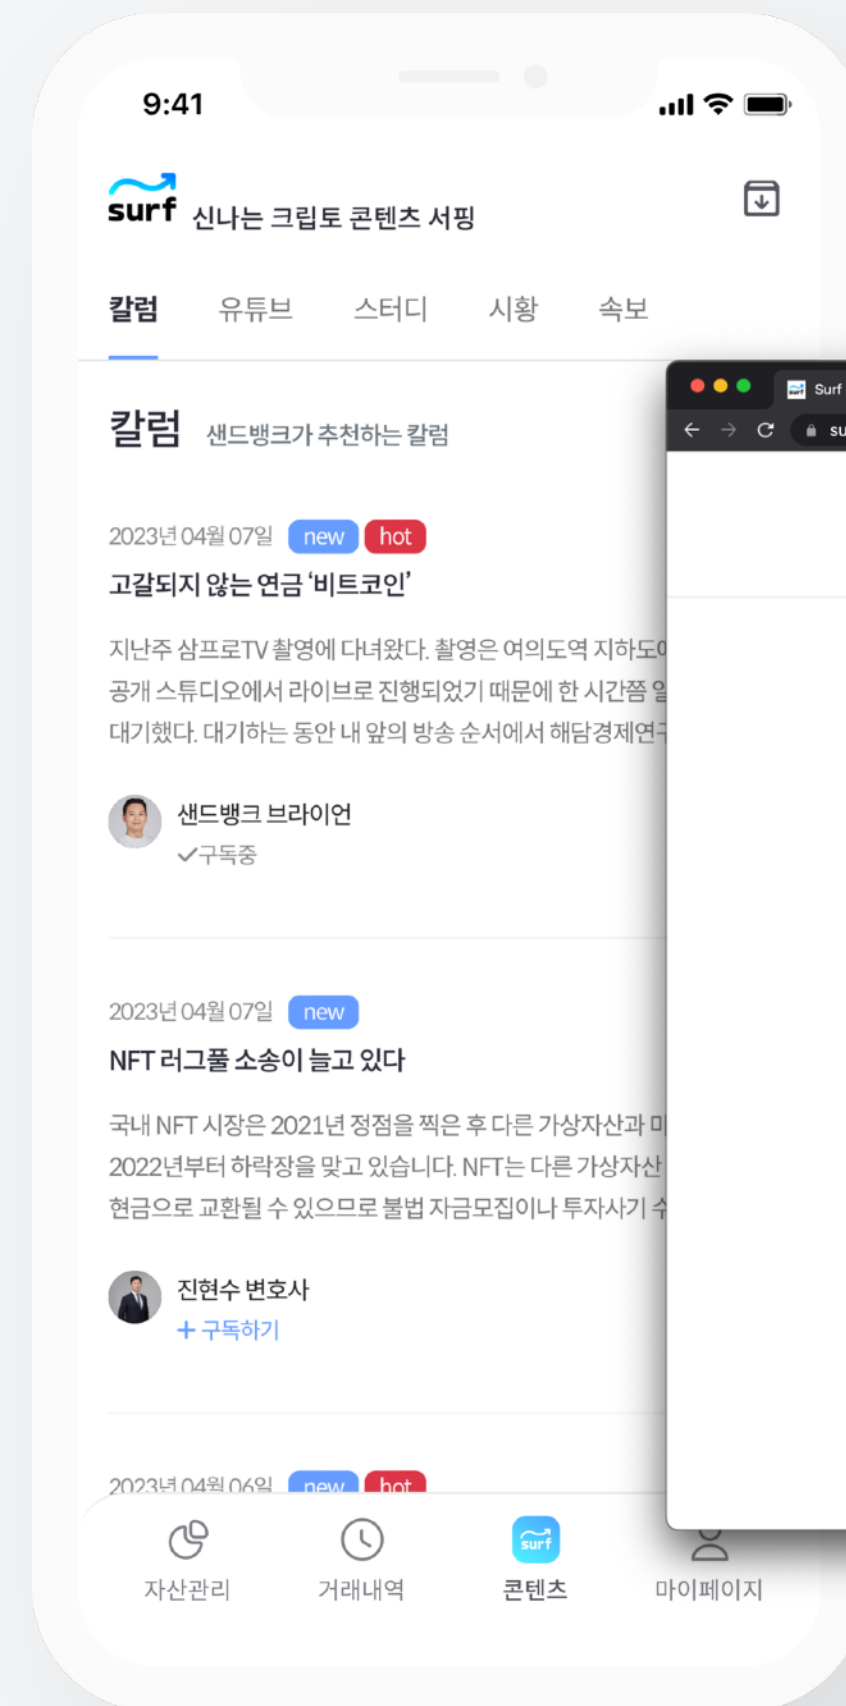 9:41
surf 신나는 크립토 콘텐츠 서핑
칼럼 유튜브 스터디 시황 속보
Surf
칼럼 샌드뱅크가 추천하는 칼럼
su
2023년 04월 07일 new hot
고갈되지 않는 연금 ‘비트코인’
지난주 삼프로TV 촬영에 다녀왔다. 촬영은 여의도역 지하도
공개 스튜디오에서 라이브로 진행되었기 때문에 한 시간쯤 일
대기했다. 대기하는 동안 내 앞의 방송 순서에서 해담경제연
샌드뱅크 브라이언
구독중
2023년 04월 07일 new
NFT 러그풀 소송이 늘고 있다
국내 NFT 시장은 2021년 정점을 찍은 후 다른 가상자산과 마
2022년부터 하락장을 맞고 있습니다. NFT는 다른 가상자산
현금으로 교환될 수 있으므로 불법 자금모집이나 투자사기 수
진현수 변호사
+ 구독하기
2023년 04월 06일 new hot
surf
자산관리 거래내역 콘텐츠 마이페이지